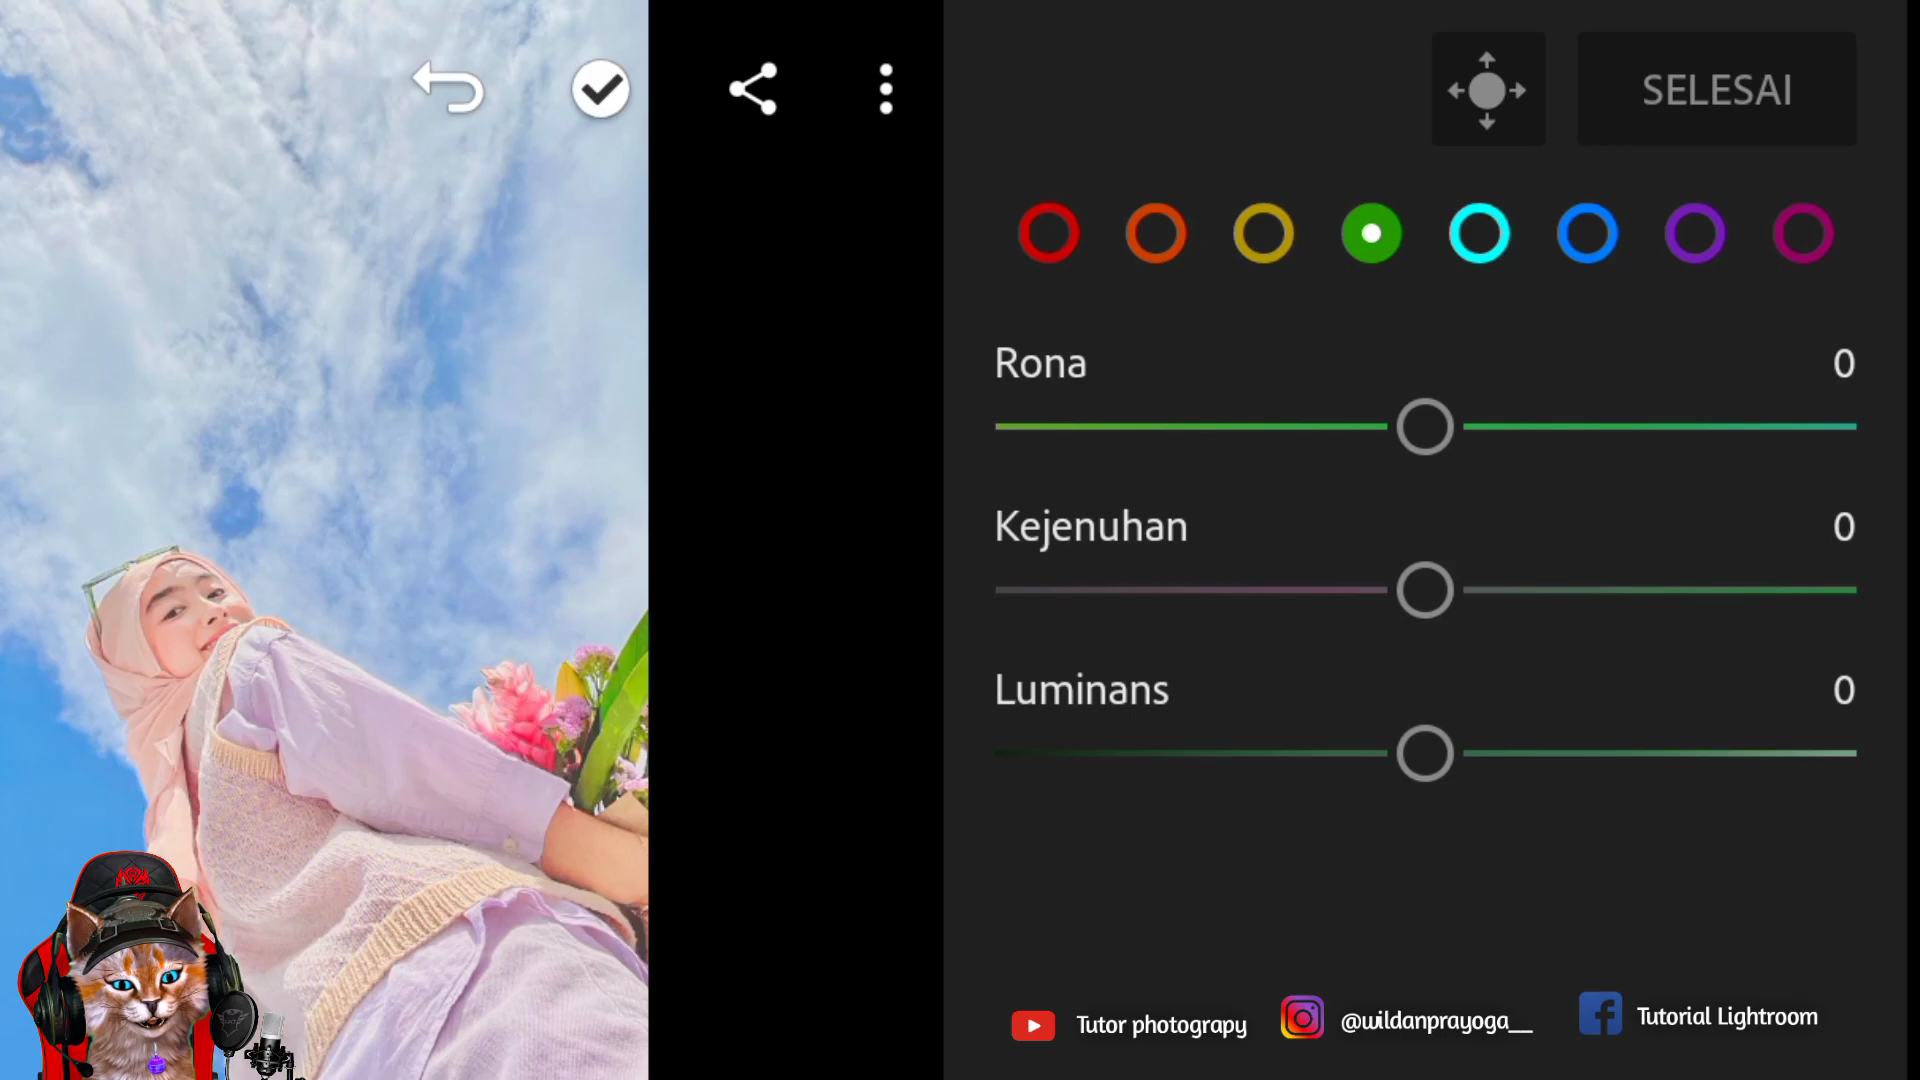 SELESAI
Rona 0
Kejenuhan 0
Luminans 0
Tutor photograpy
@wildanprayoga__
Tutorial Lightroom